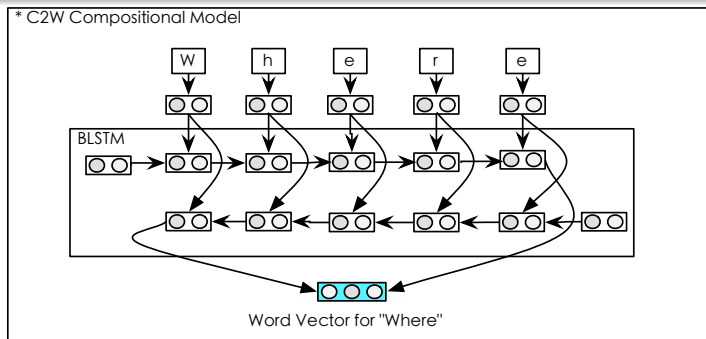 * C2W Compositional Model
W h e r e
BLSTM
Word Vector for "Where"